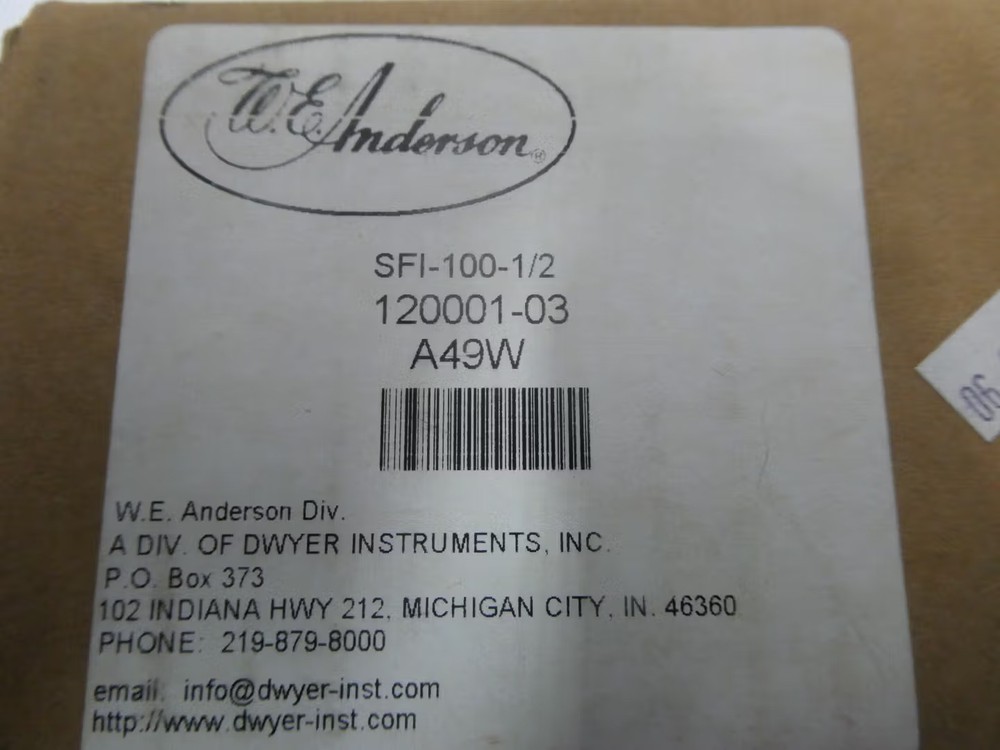 W.E. Anderson®
SFI-100-1/2
120001-03
A49W
W.E. Anderson Div.
A DIV. OF DWYER INSTRUMENTS, INC.
P.O. Box 373
102 INDIANA HWY 212, MICHIGAN CITY, IN. 46360
PHONE: 219-879-8000
email: info@dwyer-inst.com
http://www.dwyer-inst.com
06